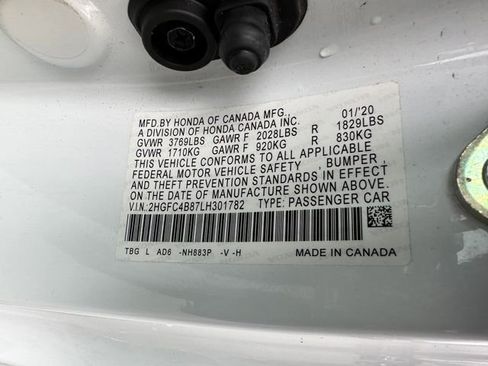 MFD.BY HONDA OF CANADA MFG., 01/'20
A DIVISION OF HONDA CANADA INC.
GVWR 3769LBS GAWR F 2028LBS R 1829LBS
GVWR 1710KG GAWR F 920KG R 830KG
THIS VEHICLE CONFORMS TO ALL APPLICABLE
FEDERAL MOTOR VEHICLE SAFETY , BUMPER ,
AND THEFT PREVENTION STANDARDS IN EFFECT
ON THE DATE OF MANUFACTURE SHOWN ABOVE.
V.I.N.:2HGFC4B87LH301782 TYPE: PASSENGER CAR
TBG L AD6 -NH883P -V -H MADE IN CANADA